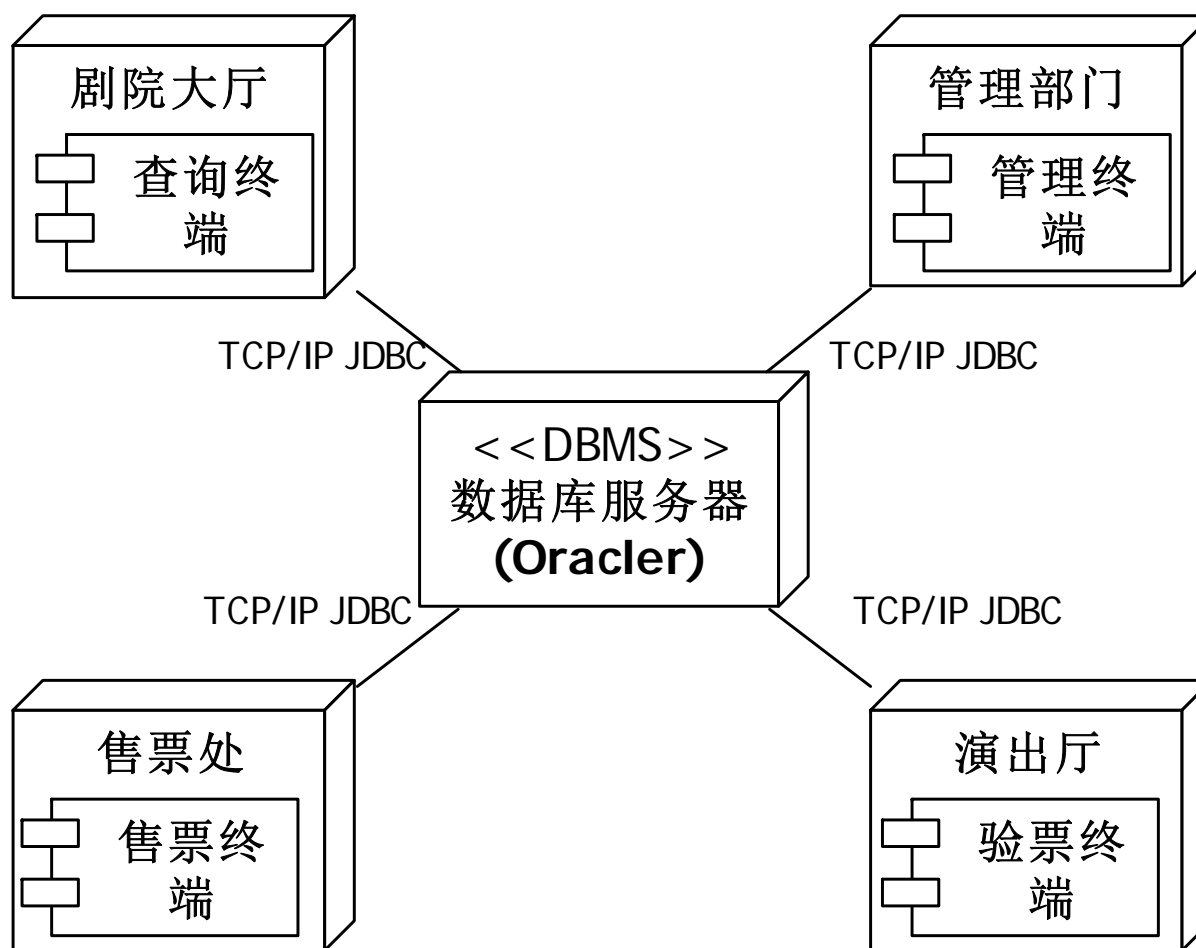 剧院大厅
查询终
端
管理部门
管理终
端
TCP/IP JDBC
TCP/IP JDBC
<<DBMS>>
数据库服务器
(Oracler)
TCP/IP JDBC
TCP/IP JDBC
售票处
售票终
端
演出厅
验票终
端